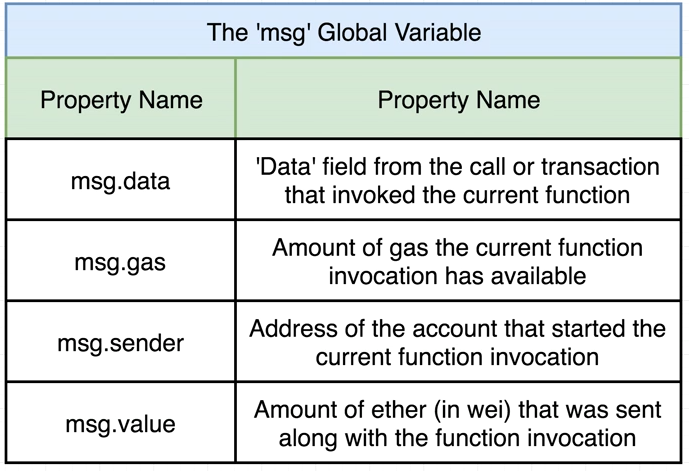 The 'msg' Global Variable
Property Name
Property Name
msg.data
'Data' field from the call or transaction
that invoked the current function
msg.gas
Amount of gas the current function
invocation has available
msg.sender
Address of the account that started the
current function invocation
msg.value
Amount of ether (in wei) that was sent
along with the function invocation